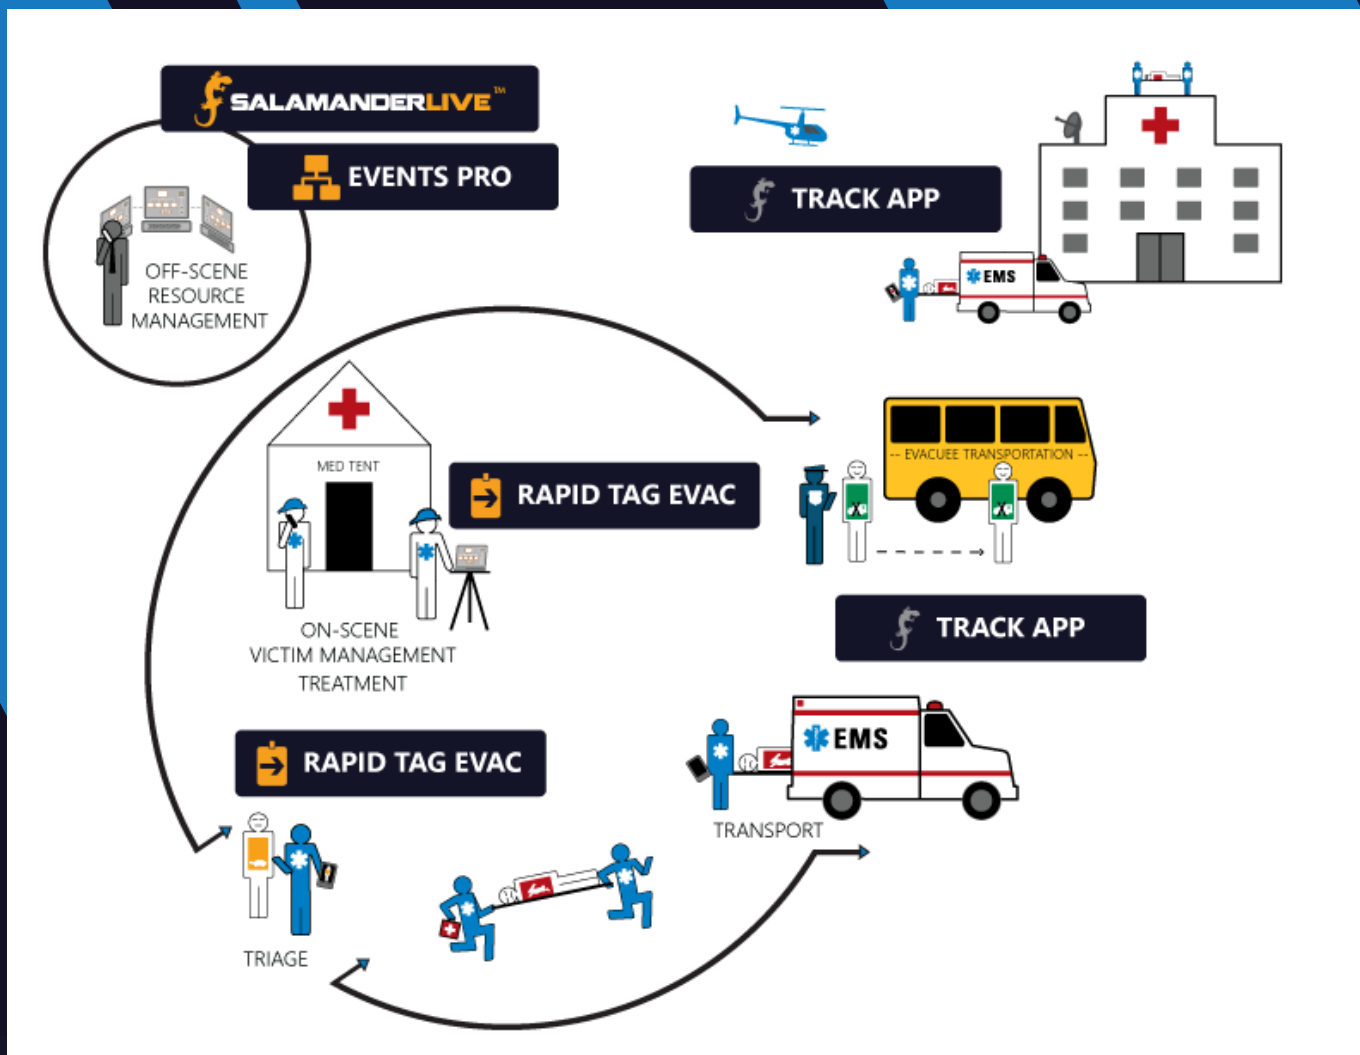 SALAMANDERLIVE™
EVENTS PRO
OFF-SCENE
RESOURCE
MANAGEMENT
TRACK APP
EMS
MED TENT
RAPID TAG EVAC
ON-SCENE
VICTIM MANAGEMENT
TREATMENT
-- EVACUEE TRANSPORTATION --
TRACK APP
RAPID TAG EVAC
TRIAGE
EMS
TRANSPORT